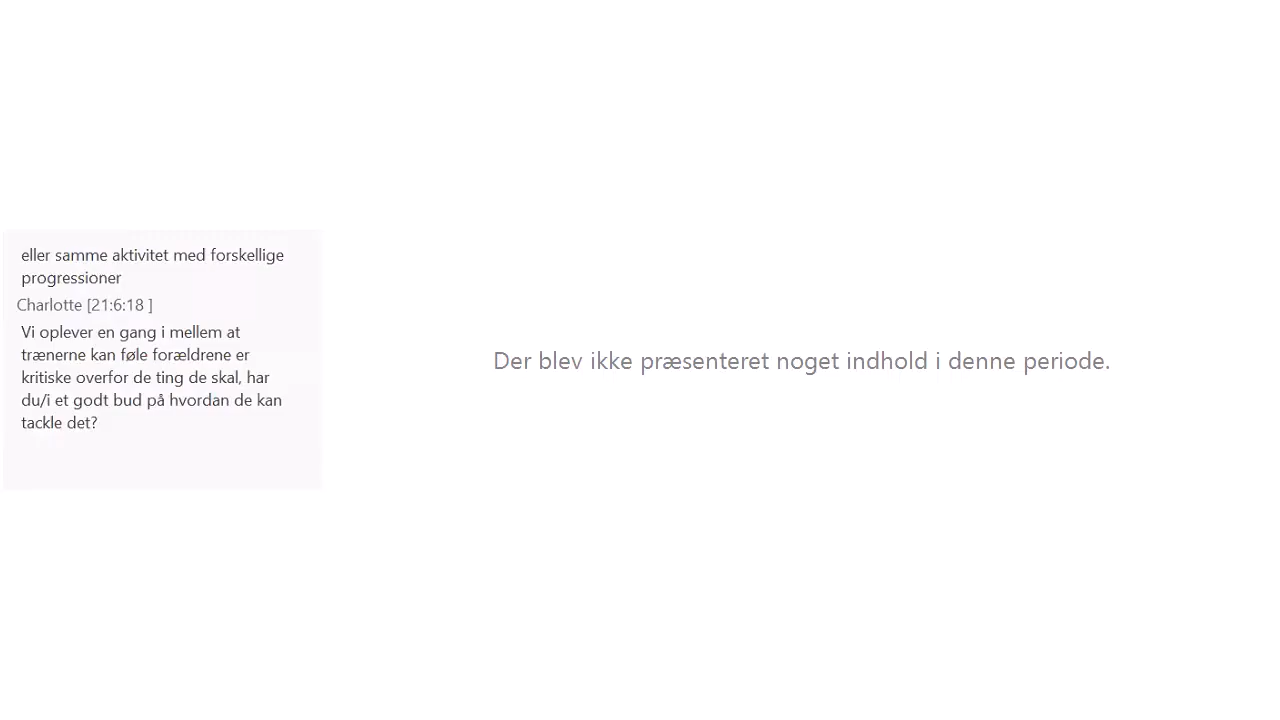 eller samme aktivitet med forskellige
progressioner
Charlotte [21:6:18 ]
Vi oplever en gang i mellem at
trænerne kan føle forældrene er
kritiske overfor de ting de skal, har
du/i et godt bud på hvordan de kan
tackle det?
Der blev ikke præsenteret noget indhold i denne periode.